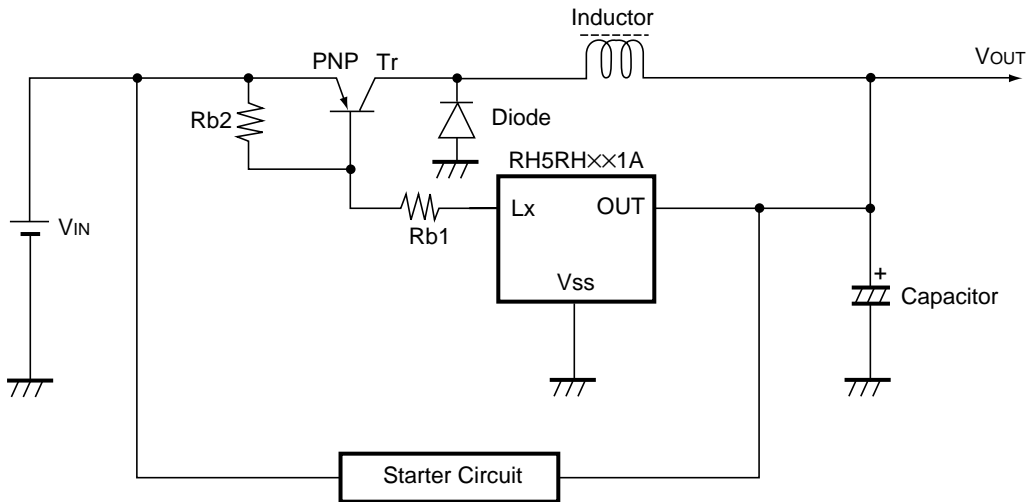 Inductor
PNP Tr
VOUT
Rb2
Diode
RH5RH××1A
Lx OUT
Rb1
VIN
Vss
+
Capacitor
Starter Circuit